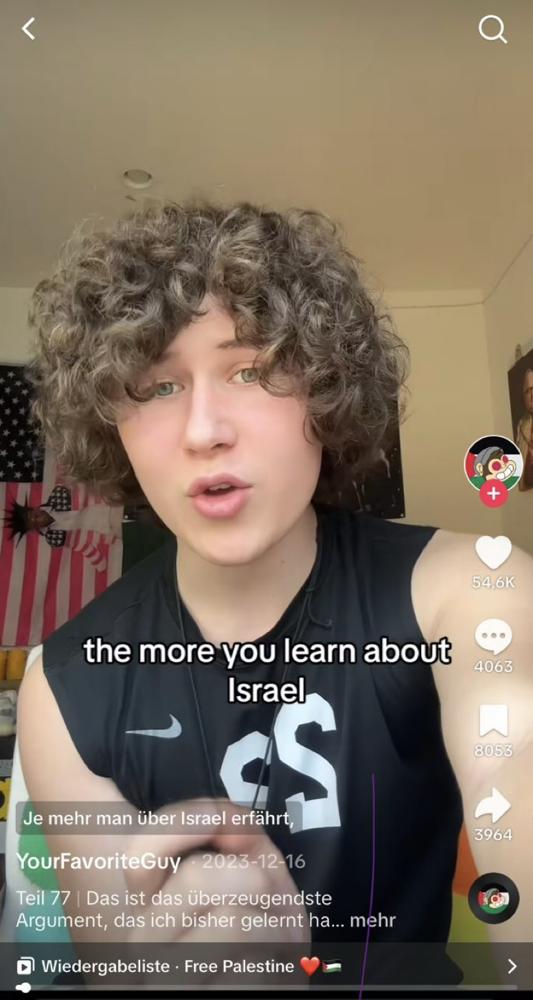 54,6K
the more you learn about
Israel
4063
8053
Je mehr man über Israel erfährt,
3964
YourFavoriteGuy · 2023-12-16
Teil 77 | Das ist das überzeugendste
Argument, das ich bisher gelernt ha... mehr
Wiedergabeliste · Free Palestine ❤️🇵🇸